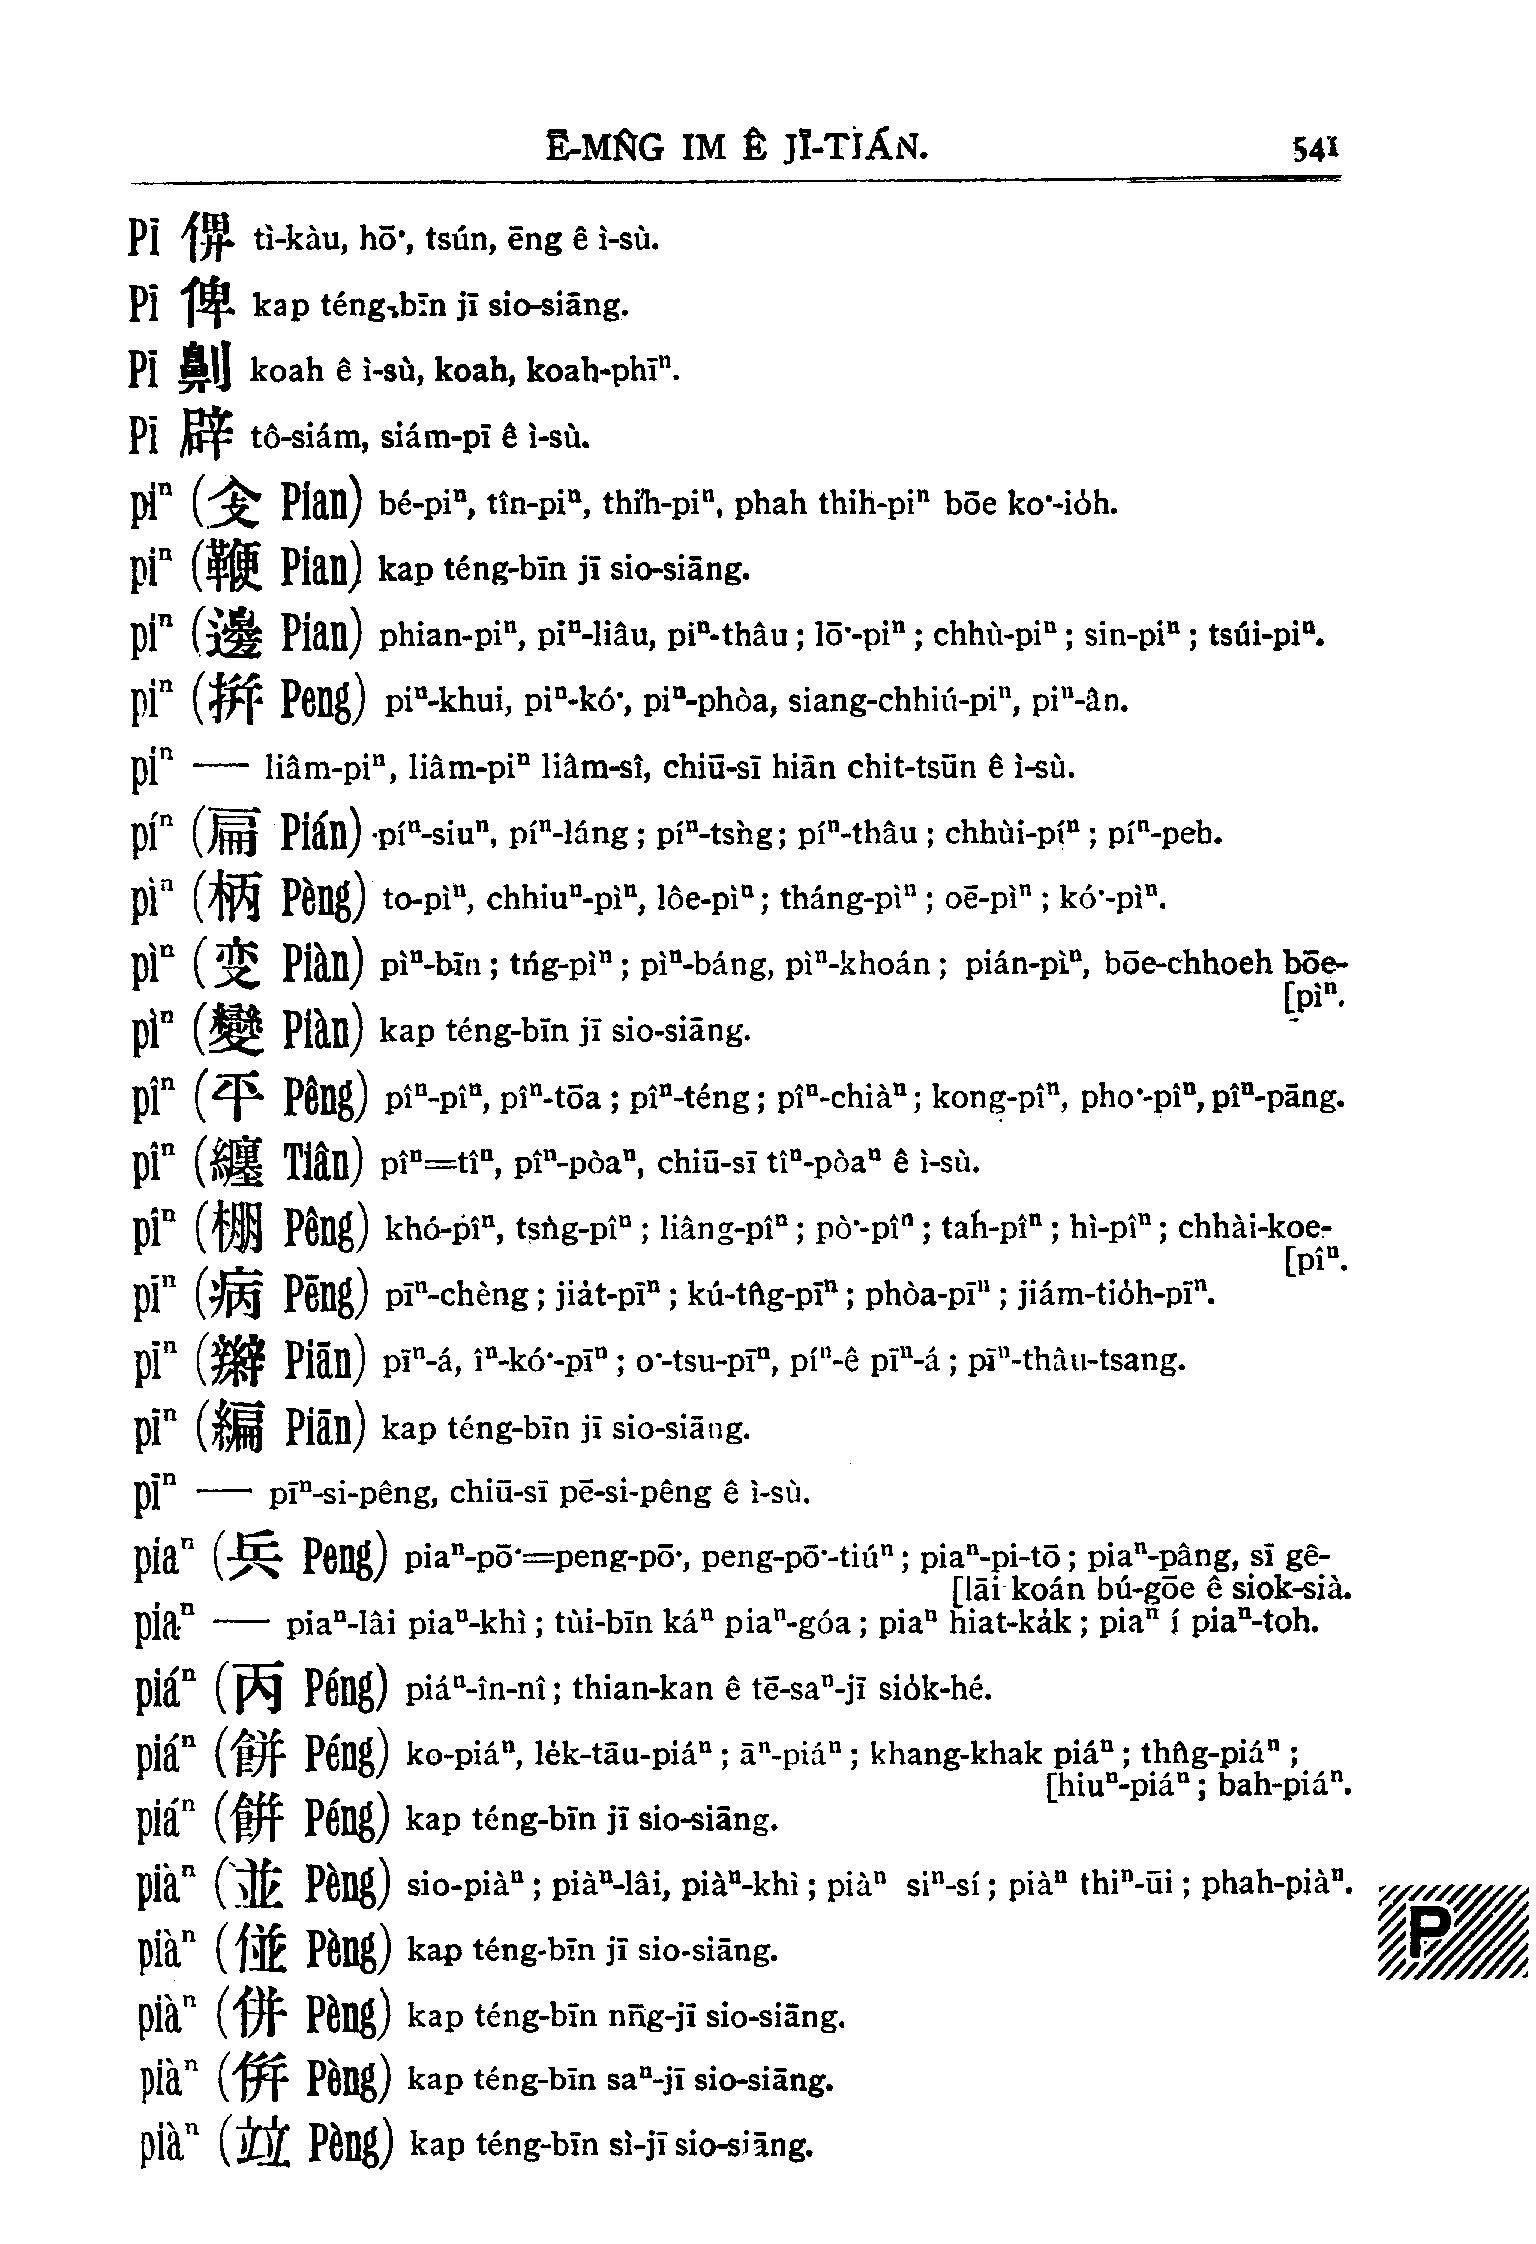 Ē-MN̂G IM Ê JĪ-TIÁN. 541
Pī 𠌫 tì-kàu, hō͘, tsún, ēng ê ì-sù.
Pī 俾 kap téng-bīn jī sio-siāng.
Pī 劓 koah ê ì-sù, koah, koah-phīⁿ.
Pī 辟 tô-siám, siám-pī ê ì-sù.
piⁿ ( Pian) bé-piⁿ, tîn-piⁿ, thih-piⁿ, phah thih-piⁿ bōe ko͘-io̍h.
piⁿ (鞭 Pian) kap téng-bīn jī sio-siāng.
piⁿ (邊 Pian) phian-piⁿ, piⁿ-liâu, piⁿ-thâu; lō͘-piⁿ; chhù-piⁿ; sin-piⁿ; tsúi-piⁿ.
piⁿ (拼 Peng) piⁿ-khui, piⁿ-kó͘, piⁿ-phòa, siang-chhiú-piⁿ, piⁿ-ân.
piⁿ — liâm-piⁿ, liâm-piⁿ liâm-sî, chiū-sī hiān chit-tsūn ê ì-sù.
píⁿ (扁 Pián) píⁿ-siuⁿ, píⁿ-láng; píⁿ-tsǹg; píⁿ-thâu; chhùi-píⁿ; píⁿ-peh.
pìⁿ (柄 Pèng) to-pìⁿ, chhiuⁿ-pìⁿ, lôe-pìⁿ; tháng-pìⁿ; oē-pìⁿ; kó͘-pìⁿ.
pìⁿ (変 Piàn) pìⁿ-bīn; tńg-pìⁿ; pìⁿ-báng, pìⁿ-khoán; pián-pìⁿ, bōe-chhoeh bōe-
[pìⁿ.
pìⁿ (變 Piàn) kap téng-bīn jī sio-siāng.
pîⁿ (平 Pêng) pîⁿ-pîⁿ, pîⁿ-tōa; pîⁿ-téng; pîⁿ-chiàⁿ; kong-pîⁿ, pho͘-pîⁿ, pîⁿ-pāng.
pîⁿ (纏 Tiân) pîⁿ=tîⁿ, pîⁿ-pòaⁿ, chiū-sī tîⁿ-pòaⁿ ê ì-sù.
pîⁿ (棚 Pêng) khó-pîⁿ, tsǹg-pîⁿ; liâng-pîⁿ; pò͘-pîⁿ; tah-pîⁿ; hì-pîⁿ; chhài-koe-
[pîⁿ.
pīⁿ (病 Pēng) pīⁿ-chèng; jia̍t-pīⁿ; kú-tn̂g-pīⁿ; phòa-pīⁿ; jiám-tio̍h-pīⁿ.
pīⁿ (辮 Piān) pīⁿ-á, îⁿ-kó͘-pīⁿ; o͘-tsu-pīⁿ, píⁿ-ê pīⁿ-á; pīⁿ-thâu-tsang.
pīⁿ (編 Piān) kap téng-bīn jī sio-siāng.
pīⁿ — pīⁿ-si-pêng, chiū-sī pē-si-pêng ê ì-sù.
piaⁿ (兵 Peng) piaⁿ-pō͘=peng-pō͘, peng-pō͘-tiúⁿ; piaⁿ-pi-tō; piaⁿ-pâng, sī gê-
[lāi koán bú-gōe ê siok-sià.
piaⁿ — piaⁿ-lâi piaⁿ-khì; tùi-bīn káⁿ piaⁿ-góa; piaⁿ hiat-ka̍k; piaⁿ í piaⁿ-toh.
piáⁿ (丙 Péng) piáⁿ-în-nî; thian-kan ê tē-saⁿ-jī sio̍k-hé.
piáⁿ (餅 Péng) ko-piáⁿ, le̍k-tāu-piáⁿ; āⁿ-piáⁿ; khang-khak piáⁿ; thn̂g-piáⁿ;
[hiuⁿ-piáⁿ; bah-piáⁿ.
piáⁿ (餠 Péng) kap téng-bīn jī sio-siāng.
piàⁿ (並 Pèng) sio-piàⁿ; piàⁿ-lâi, piàⁿ-khì; piàⁿ siⁿ-sí; piàⁿ thiⁿ-ūi; phah-piàⁿ.
piàⁿ (傡 Pèng) kap téng-bīn jī sio-siāng.
piàⁿ (併 Pèng) kap téng-bīn nn̄g-jī sio-siāng.
piàⁿ (倂 Pèng) kap téng-bīn saⁿ-jī sio-siāng.
piàⁿ (竝 Pèng) kap téng-bīn sì-jī sio-siāng.
P